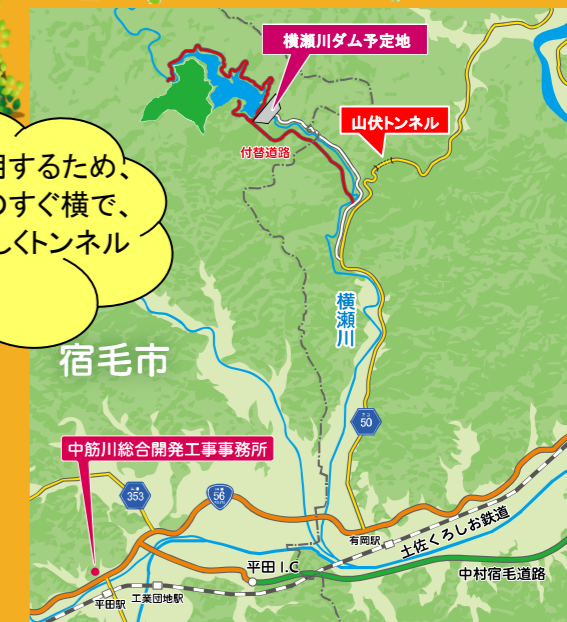 横瀬川ダム予定地
山伏トンネル
付替道路
用するため、
のすぐ横で、
しくトンネル
横瀬川
宿毛市
50
中筋川総合開発工事事務所
353
56
有岡駅
土佐くろしお鉄道
平田 I.C
中村宿毛道路
平田駅
工業団地駅